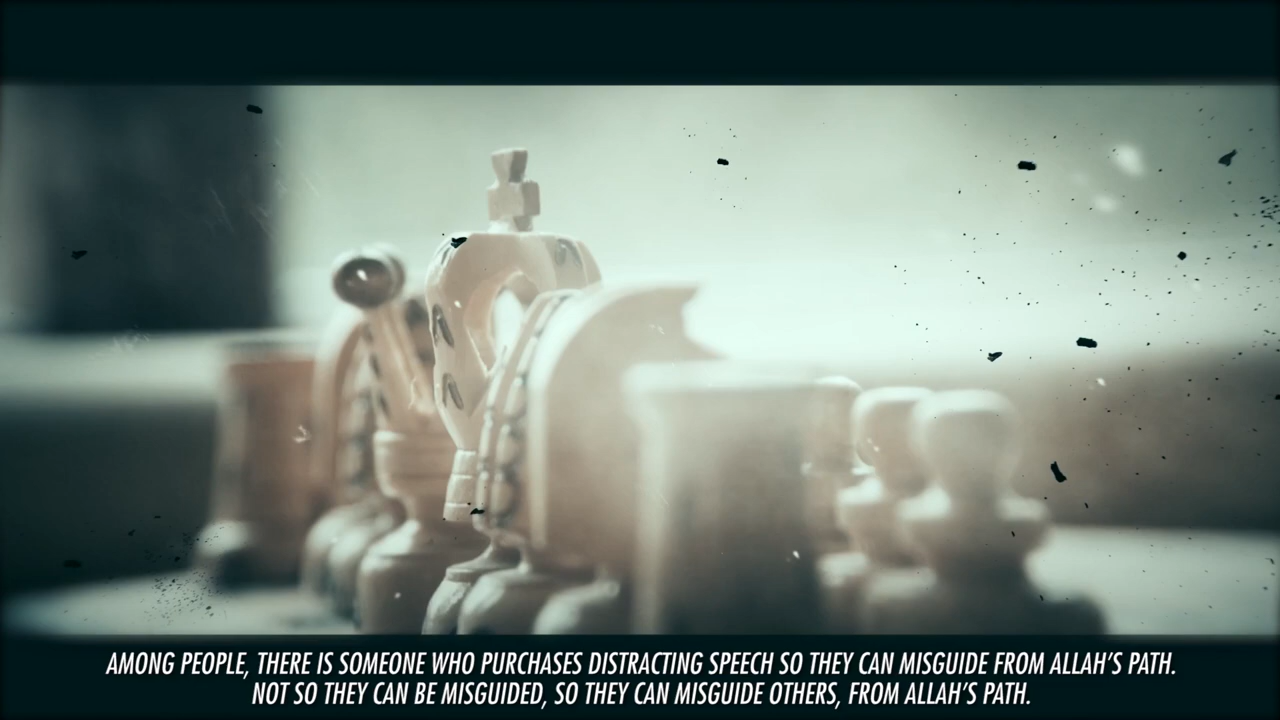 AMONG PEOPLE, THERE IS SOMEONE WHO PURCHASES DISTRACTING SPEECH SO THEY CAN MISGUIDE FROM ALLAH'S PATH.
NOT SO THEY CAN BE MISGUIDED, SO THEY CAN MISGUIDE OTHERS, FROM ALLAH'S PATH.